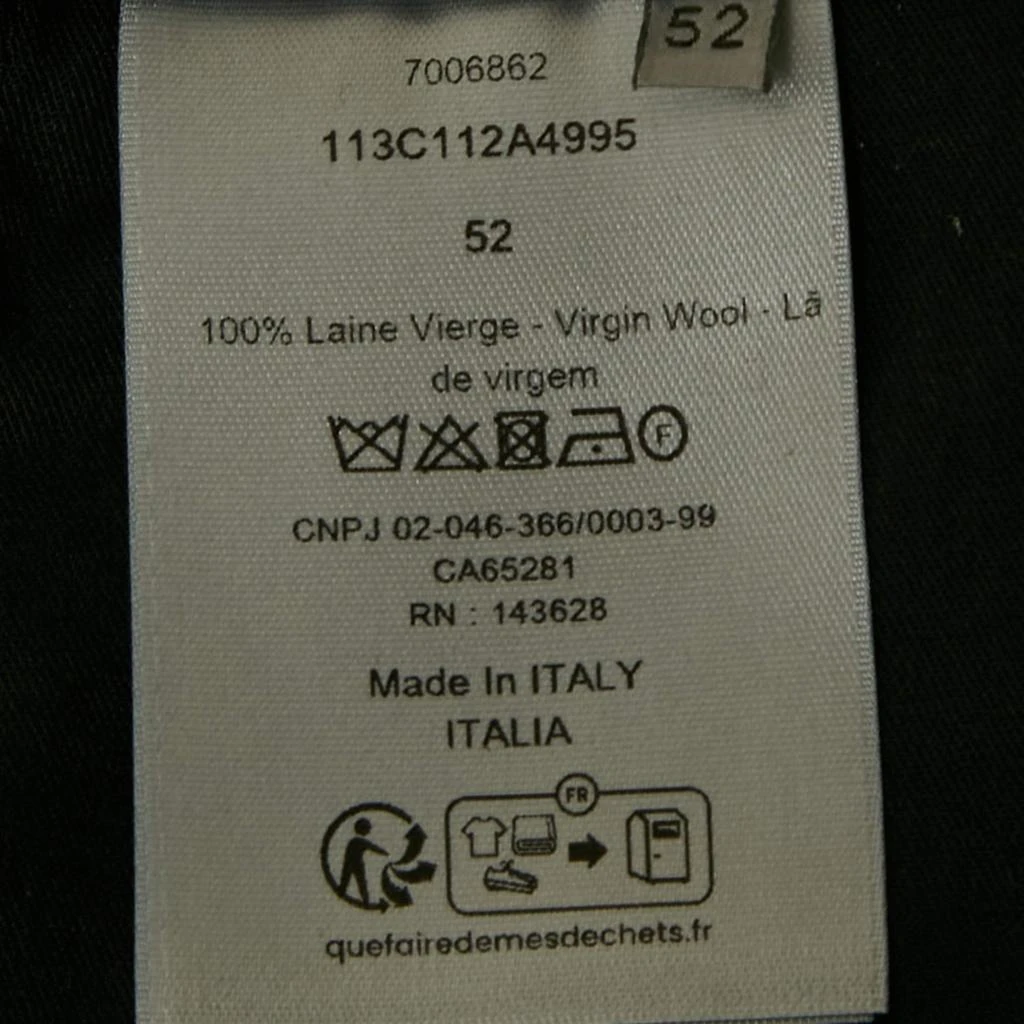 52
7006862
113C112A4995
52
100% Laine Vierge - Virgin Wool - Lã
de virgem
F
CNPJ 02-046-366/0003-99
CA65281
RN : 143628
Made In ITALY
ITALIA
FR
quefairedemesdechets.fr